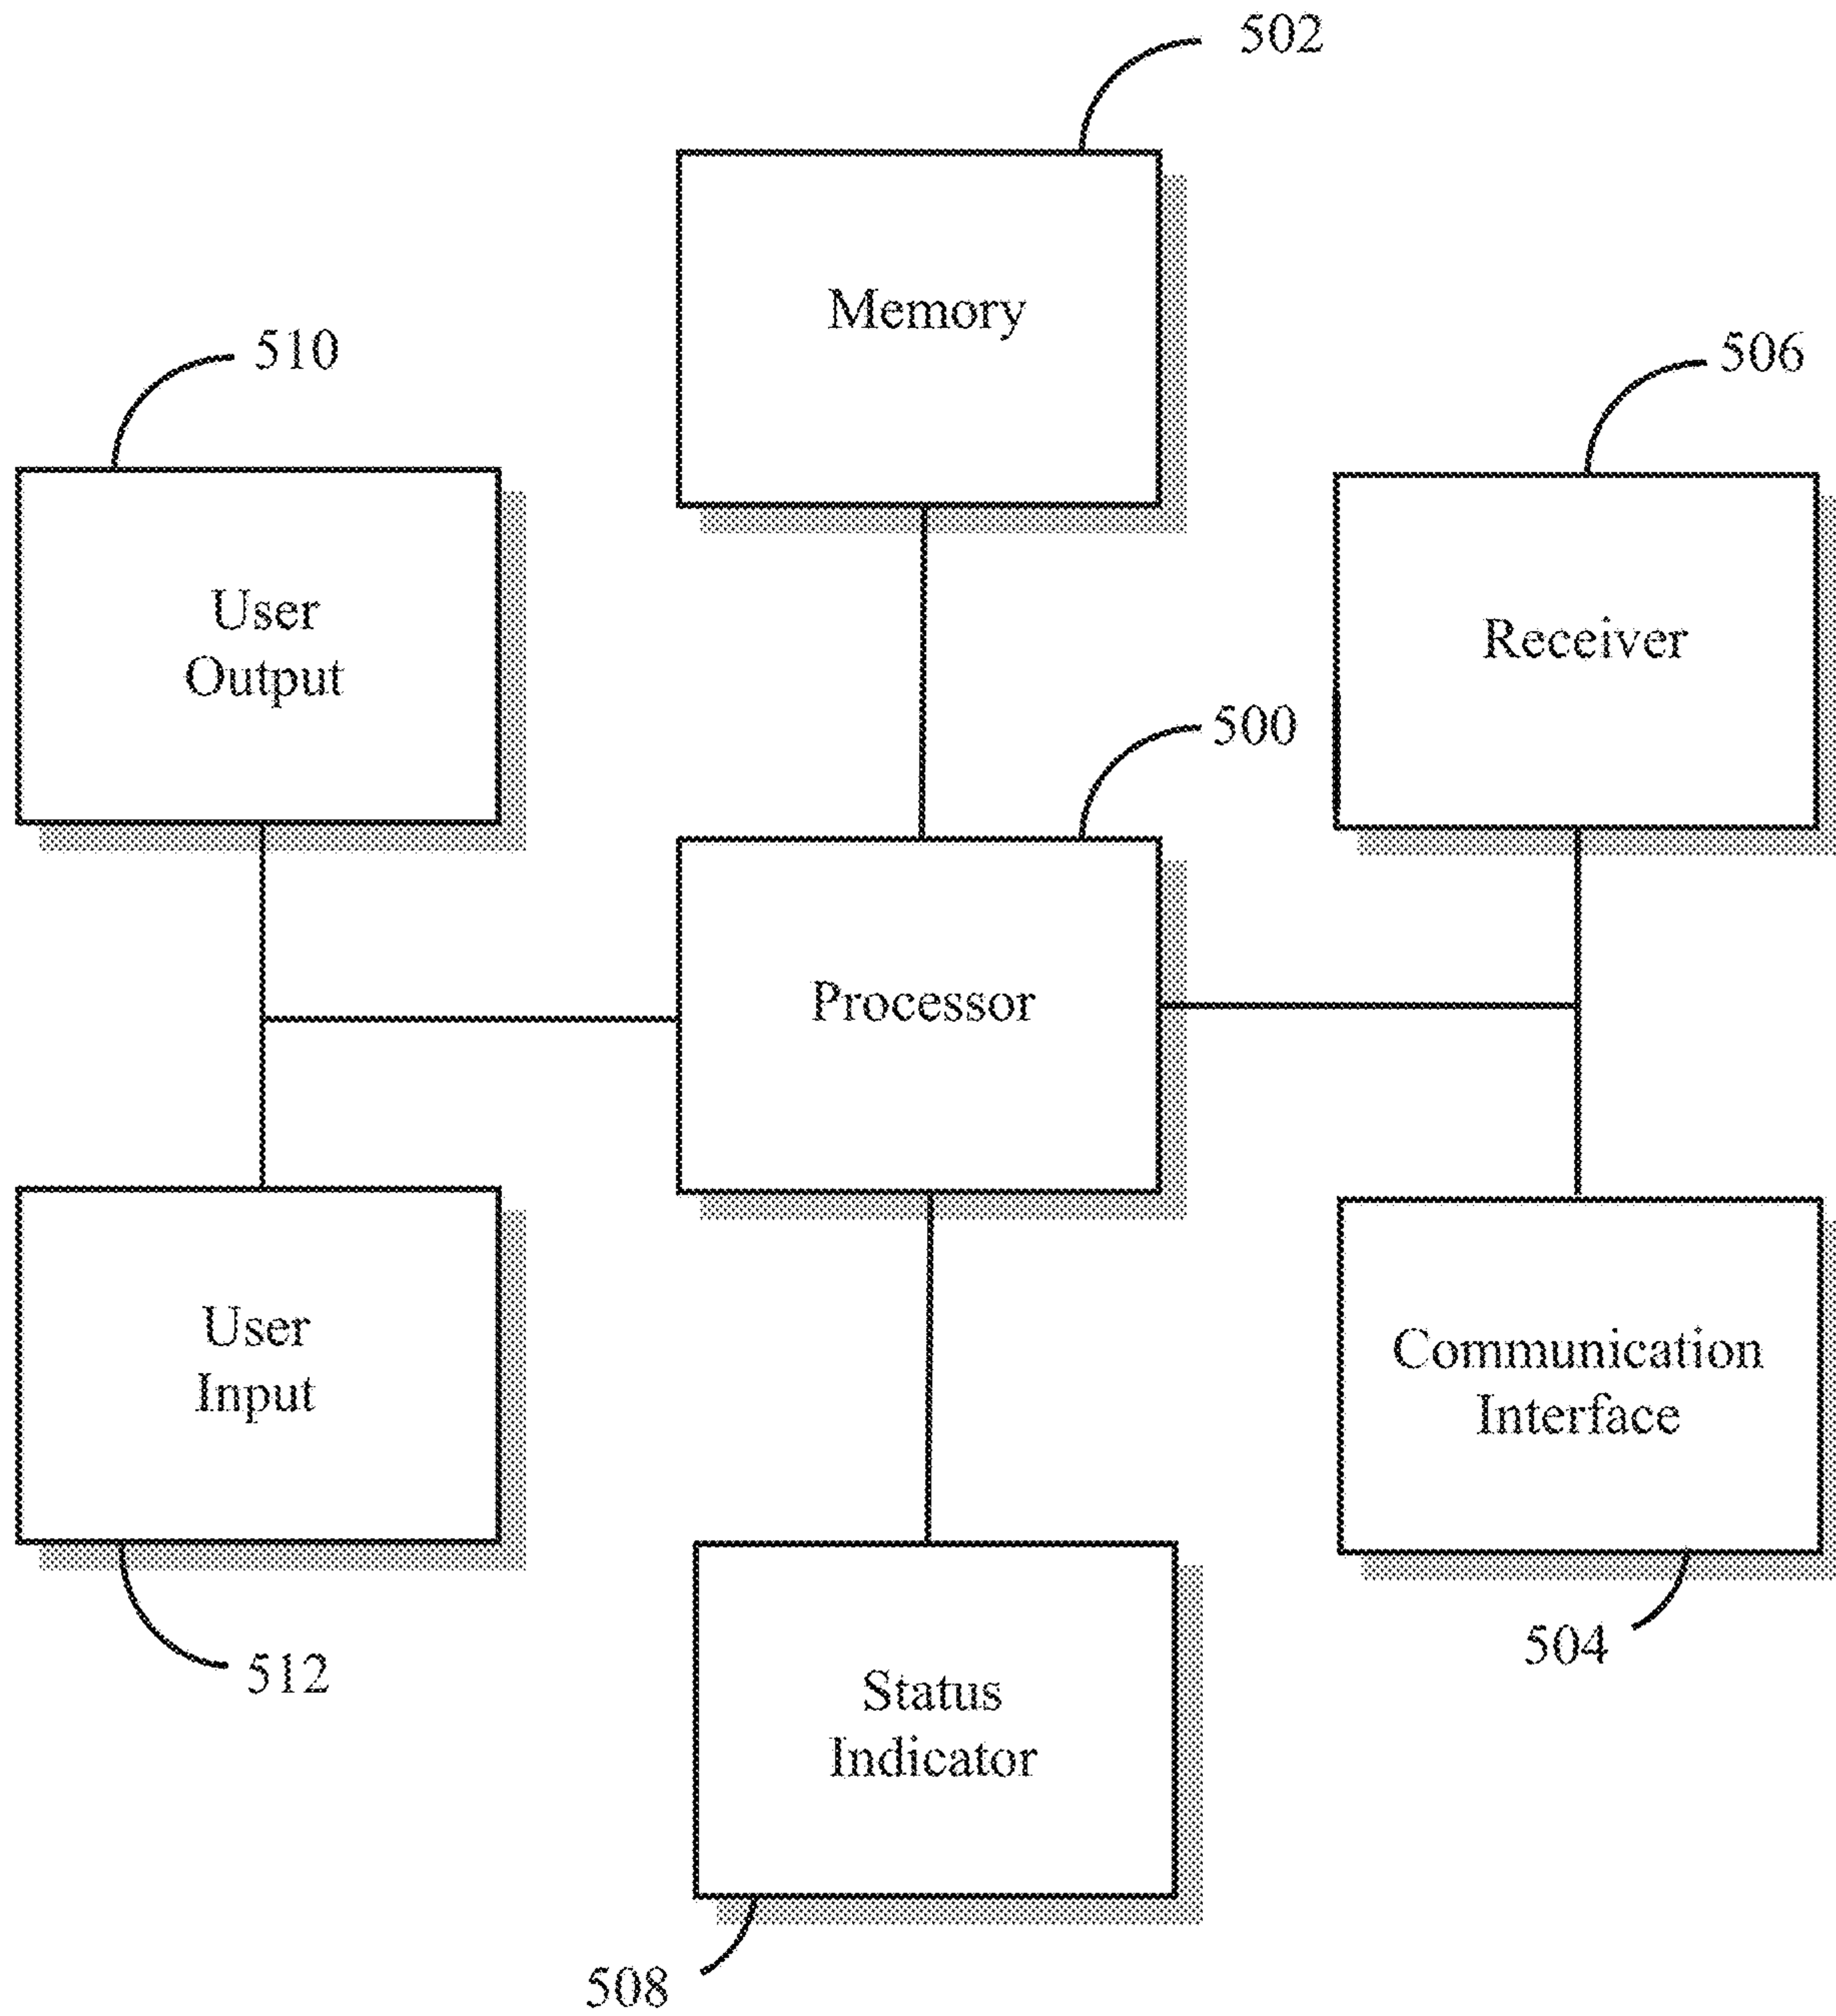 502
Memory
510
506
User
Output
Receiver
500
Processor
User
Input
Communication
Interface
512
504
Status
Indicator
508